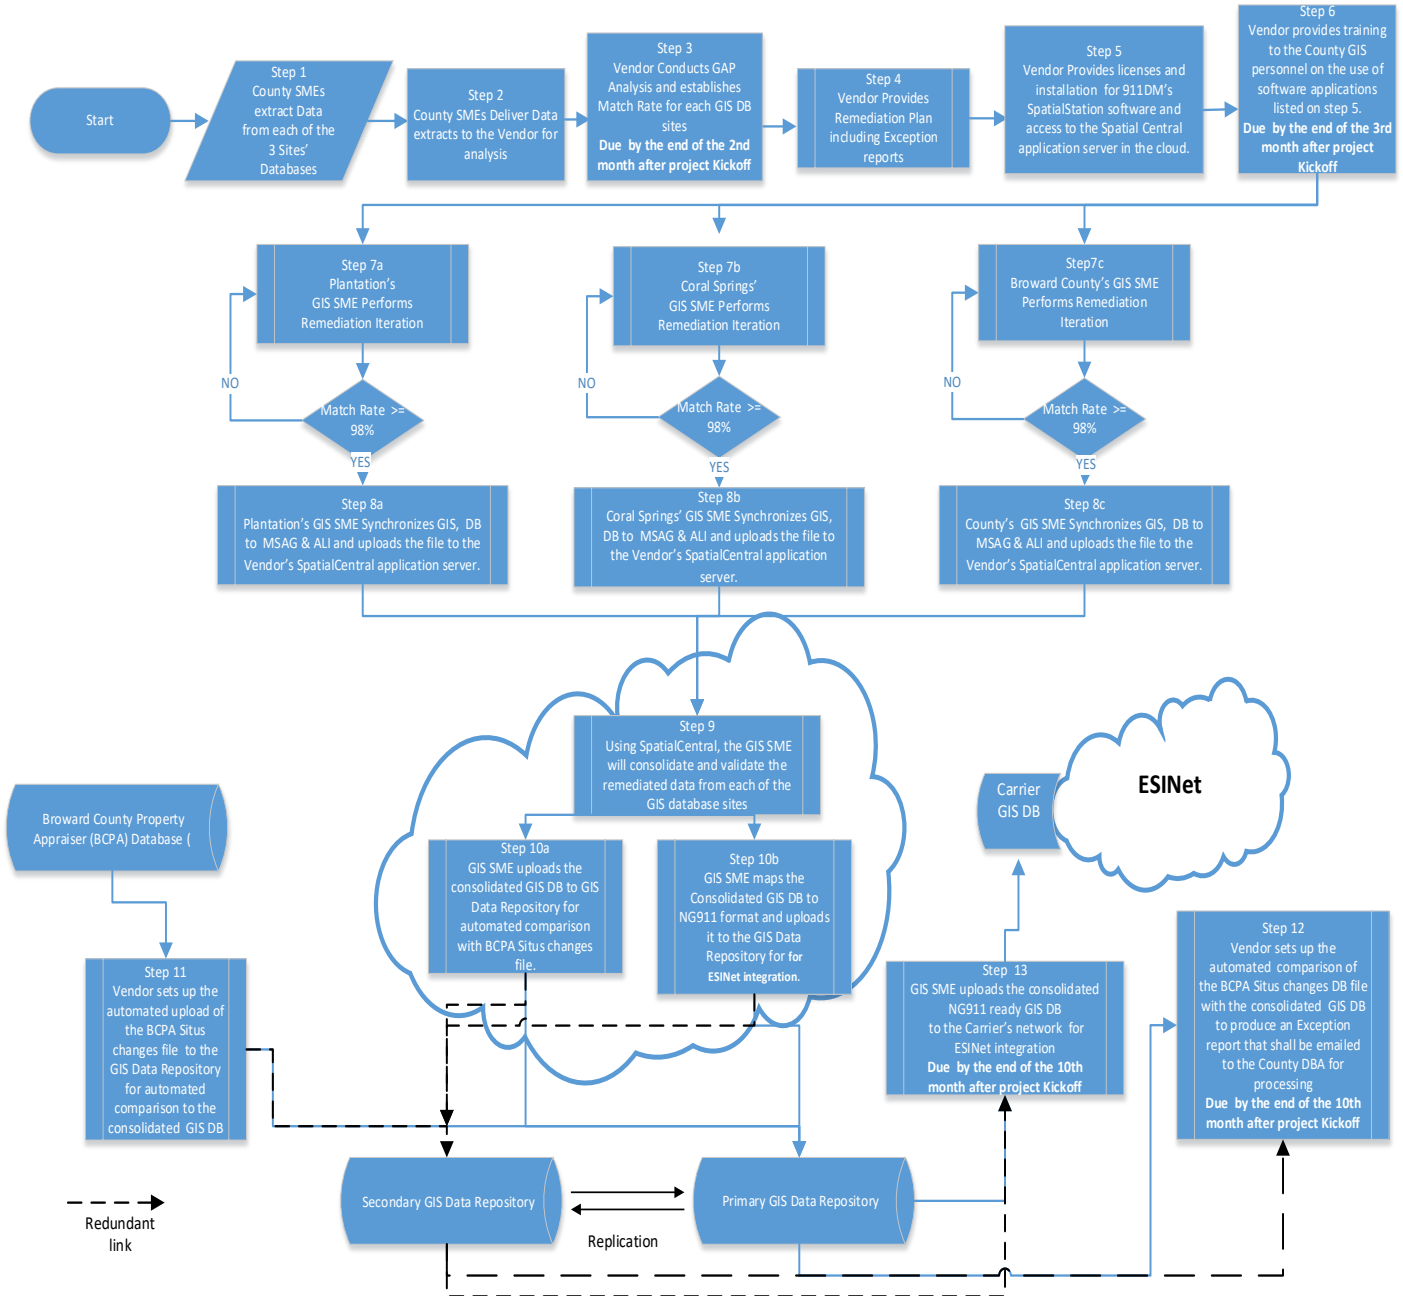 Start
Step 1
County SMEs
extract Data
from each of the
3 Sites'
Databases
Step 2
County SMEs Deliver Data
extracts to the Vendor for
analysis
Step 3
Vendor Conducts GAP
Analysis and establishes
Match Rate for each GIS DB
sites
Due by the end of the 2nd
month after project Kickoff
Step 4
Vendor Provides
Remediation Plan
including Exception
reports
Step 5
Vendor Provides licenses and
installation for 911DM's
SpatialStation software and
access to the Spatial Central
application server in the cloud.
Step 6
Vendor provides training
to the County GIS
personnel on the use of
software applications
listed on step 5.
Due by the end of the 3rd
month after project
Kickoff
Step 7a
Plantation's
GIS SME Performs
Remediation Iteration
Step 7b
Coral Springs'
GIS SME Performs
Remediation Iteration
Step7c
Broward County's GIS SME
Performs Remediation
Iteration
NO
Match Rate >=
98%
YES
NO
Match Rate >=
98%
YES
NO
Match Rate >=
98%
YES
Step 8a
Plantation's GIS SME Synchronizes GIS, DB
to MSAG & ALI and uploads the file to the
Vendor's SpatialCentral application server.
Step 8b
Coral Springs' GIS SME Synchronizes GIS,
DB to MSAG & ALI and uploads the file to
the Vendor's SpatialCentral application
server.
Step 8c
County's GIS SME Synchronizes GIS, DB to
MSAG & ALI and uploads the file to the
Vendor's SpatialCentral application server.
Step 9
Using SpatialCentral, the GIS SME
will consolidate and validate the
remediated data from each of the
GIS database sites
Carrier
GIS DB
ESINet
Broward County Property
Appraiser (BCPA) Database (
Step 10a
GIS SME uploads the
consolidated GIS DB to GIS
Data Repository for
automated comparison
with BCPA Situs changes
file.
Step 10b
GIS SME maps the
Consolidated GIS DB to
NG911 format and uploads
it to the GIS Data
Repository for for
ESINet integration.
Step 11
Vendor sets up the
automated upload of
the BCPA Situs
changes file to the
GIS Data Repository
for automated
comparison to the
consolidated GIS DB
Step 13
GIS SME uploads the consolidated
NG911 ready GIS DB
to the Carrier's network for
ESINet integration
Due by the end of the 10th
month after project Kickoff
Step 12
Vendor sets up the
automated comparison of
the BCPA Situs changes DB file
with the consolidated GIS DB
to produce an Exception
report that shall be emailed
to the County DBA for
processing
Due by the end of the 10th
month after project Kickoff
Redundant
link
Secondary GIS Data Repository
Replication
Primary GIS Data Repository